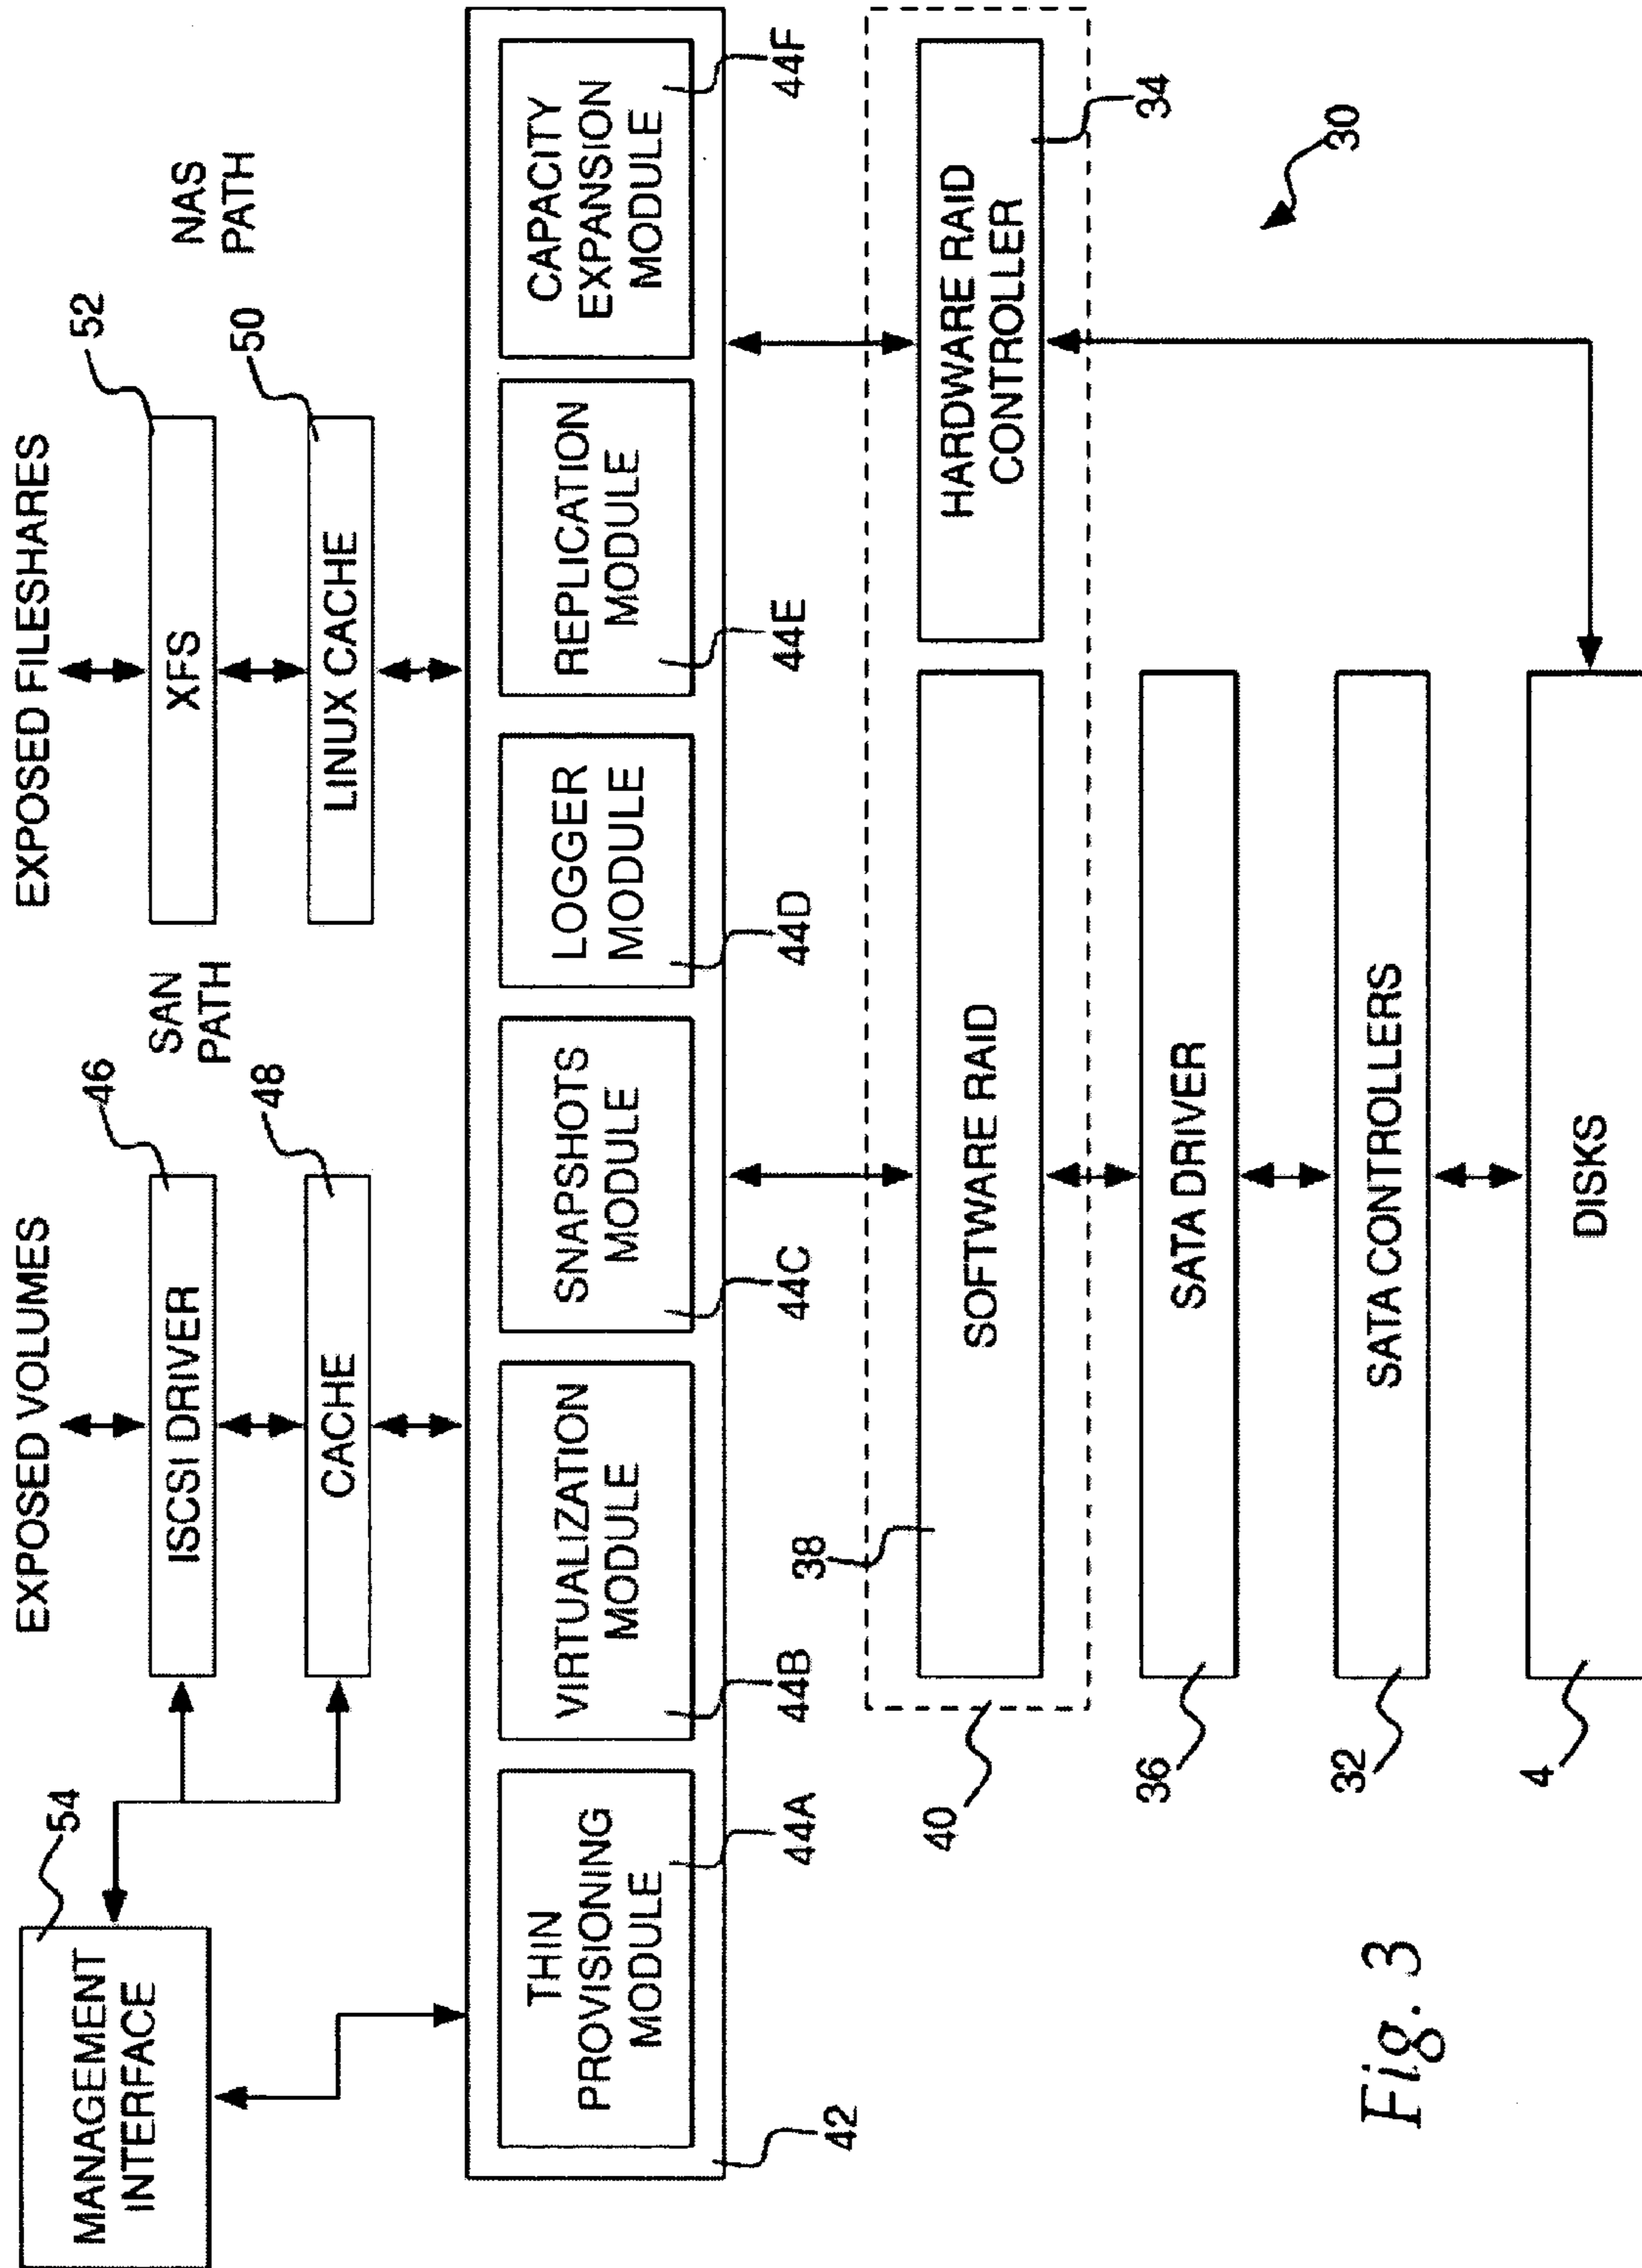 EXPOSED VOLUMES
EXPOSED FILESHARES
54
MANAGEMENT
INTERFACE
46
ISCSI DRIVER
SAN
PATH
52
XFS
NAS
PATH
48
CACHE
50
LINUX CACHE
THIN
PROVISIONING
MODULE
VIRTUALIZATION
MODULE
SNAPSHOTS
MODULE
LOGGER
MODULE
REPLICATION
MODULE
CAPACITY
EXPANSION
MODULE
42
44A
44B
44C
44D
44E
44F
38
SOFTWARE RAID
HARDWARE RAID
CONTROLLER
34
40
36
SATA DRIVER
30
32
SATA CONTROLLERS
4
DISKS
Fig. 3